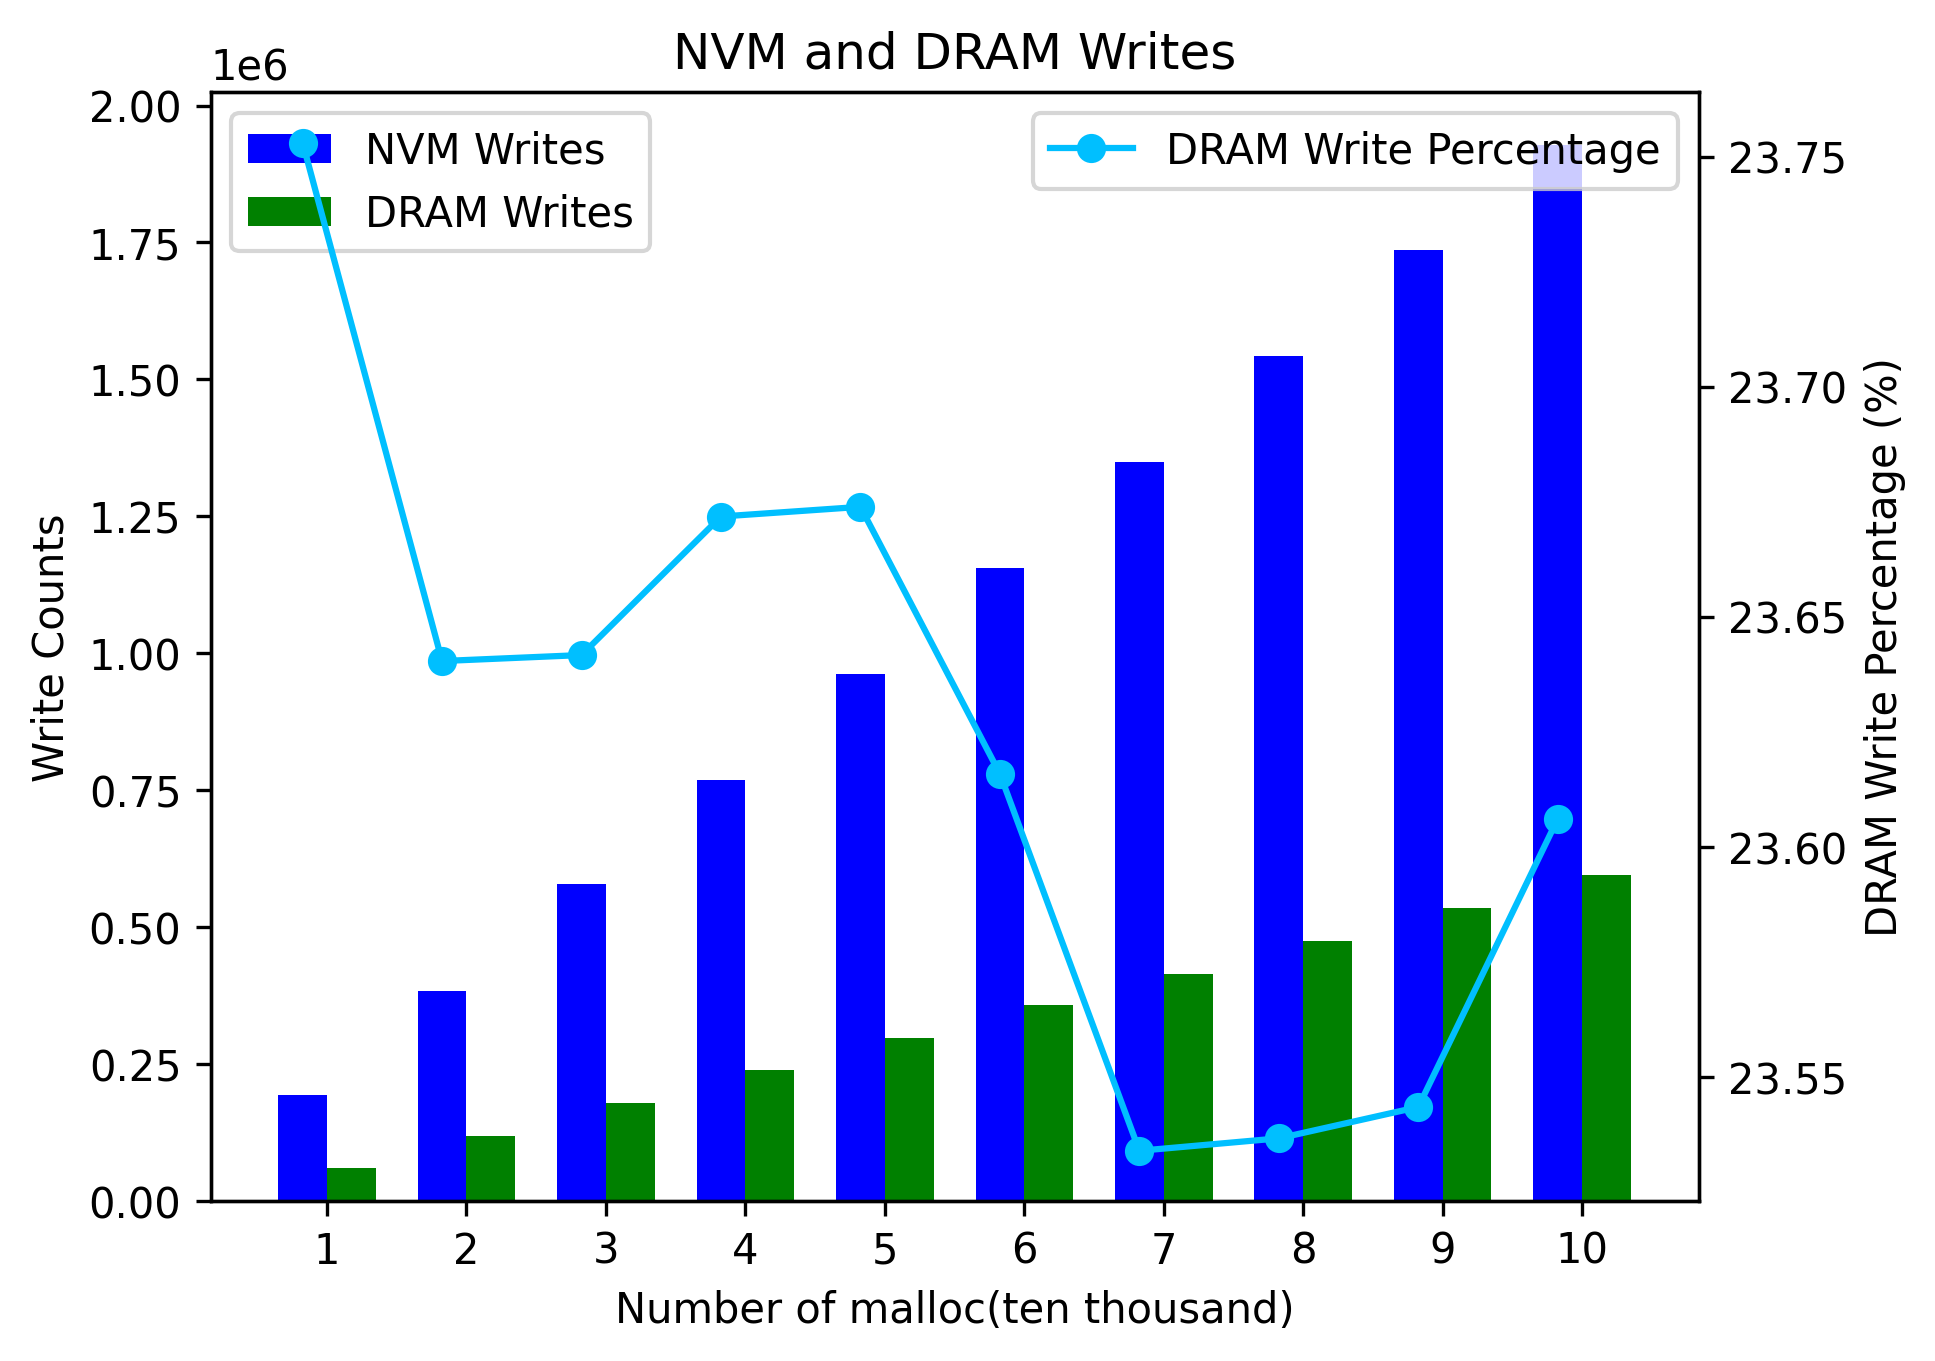 NVM and DRAM Writes
1e6
NVM Writes
DRAM Writes
DRAM Write Percentage
2.00
1.75
1.50
1.25
1.00
0.75
0.50
0.25
0.00
Write Counts
23.75
23.70
23.65
23.60
23.55
DRAM Write Percentage (%)
1 2 3 4 5 6 7 8 9 10
Number of malloc(ten thousand)